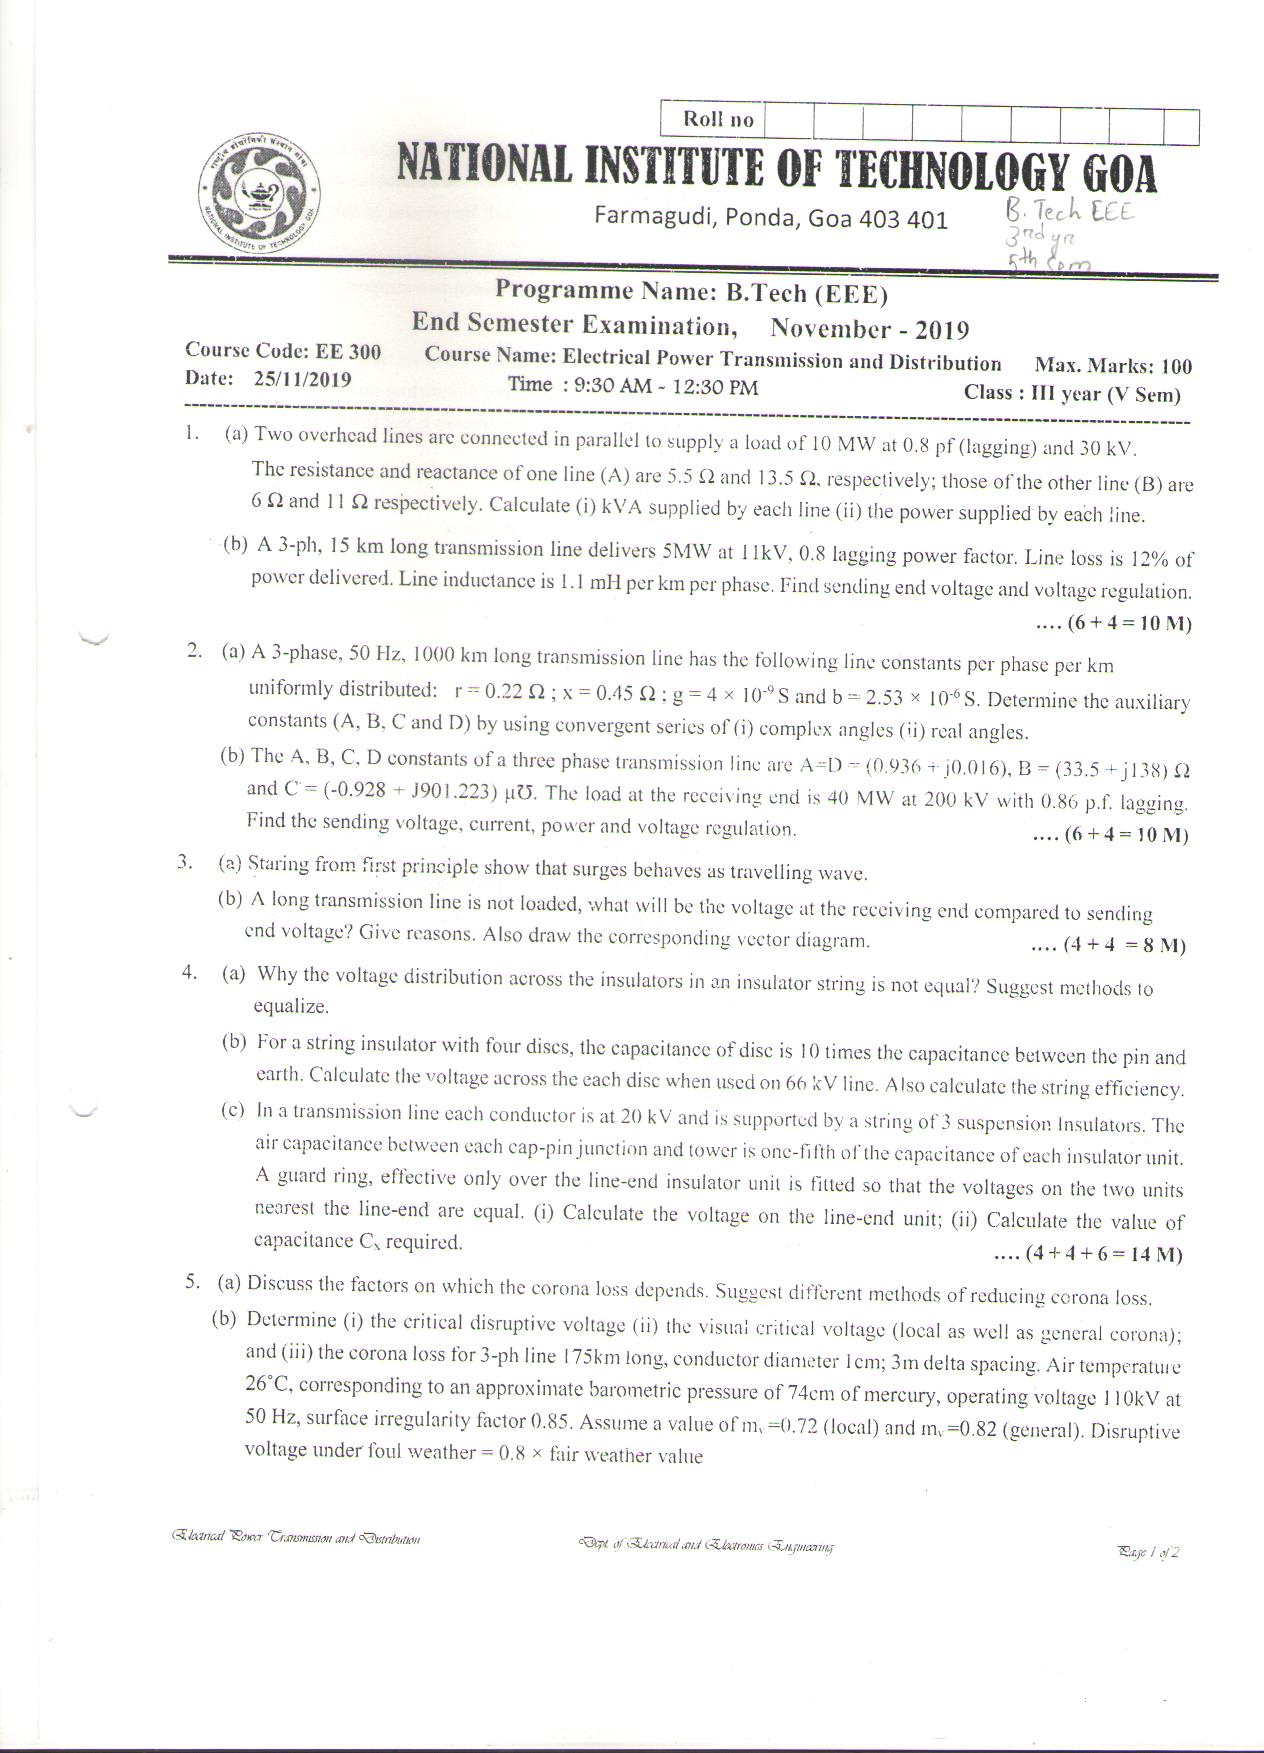 Roll no
NATIONAL INSTITUTE OF TECHNOLOGY GOA
Farmagudi, Ponda, Goa 403 401
B. Tech EEE
3rd yr
5th
Programme Name: B.Tech (EEE)
End Semester Examination, November - 2019
Course Code: EE 300 Course Name: Electrical Power Transmission and Distribution Max. Marks: 100
Date: 25/11/2019 Time : 9:30 AM - 12:30 PM Class : III year (V Sem)
1. (a) Two overhead lines are connected in parallel to supply a load of 10 MW at 0.8 pf (lagging) and 30 kV.
The resistance and reactance of one line (A) are 5.5 Ω and 13.5 Ω, respectively; those of the other line (B) are
6 Ω and 11 Ω respectively. Calculate (i) kVA supplied by each line (ii) the power supplied by each line.
(b) A 3-ph, 15 km long transmission line delivers 5MW at 11kV, 0.8 lagging power factor. Line loss is 12% of
power delivered. Line inductance is 1.1 mH per km per phase. Find sending end voltage and voltage regulation.
.... (6 + 4 = 10 M)
2. (a) A 3-phase, 50 Hz, 1000 km long transmission line has the following line constants per phase per km
uniformly distributed: r = 0.22 Ω ; x = 0.45 Ω ; g = 4 × 10⁻⁹ S and b = 2.53 × 10⁻⁶ S. Determine the auxiliary
constants (A, B, C and D) by using convergent series of (i) complex angles (ii) real angles.
(b) The A, B, C, D constants of a three phase transmission line are A=D = (0.936 + j0.016), B = (33.5 + j138) Ω
and C = (-0.928 + J901.223) μ℧. The load at the receiving end is 40 MW at 200 kV with 0.86 p.f. lagging.
Find the sending voltage, current, power and voltage regulation. .... (6 + 4 = 10 M)
3. (a) Staring from first principle show that surges behaves as travelling wave.
(b) A long transmission line is not loaded, what will be the voltage at the receiving end compared to sending
end voltage? Give reasons. Also draw the corresponding vector diagram. .... (4 + 4 = 8 M)
4. (a) Why the voltage distribution across the insulators in an insulator string is not equal? Suggest methods to
equalize.
(b) For a string insulator with four discs, the capacitance of disc is 10 times the capacitance between the pin and
earth. Calculate the voltage across the each disc when used on 66 kV line. Also calculate the string efficiency.
(c) In a transmission line each conductor is at 20 kV and is supported by a string of 3 suspension Insulators. The
air capacitance between each cap-pin junction and tower is one-fifth of the capacitance of each insulator unit.
A guard ring, effective only over the line-end insulator unit is fitted so that the voltages on the two units
nearest the line-end are equal. (i) Calculate the voltage on the line-end unit; (ii) Calculate the value of
capacitance Cₓ required. .... (4 + 4 + 6 = 14 M)
5. (a) Discuss the factors on which the corona loss depends. Suggest different methods of reducing corona loss.
(b) Determine (i) the critical disruptive voltage (ii) the visual critical voltage (local as well as general corona);
and (iii) the corona loss for 3-ph line 175km long, conductor diameter 1cm; 3m delta spacing. Air temperature
26°C, corresponding to an approximate barometric pressure of 74cm of mercury, operating voltage 110kV at
50 Hz, surface irregularity factor 0.85. Assume a value of mᵥ =0.72 (local) and mᵥ =0.82 (general). Disruptive
voltage under foul weather = 0.8 × fair weather value
Electrical Power Transmission and Distribution Dept. of Electrical and Electronics Engineering Page 1 of 2